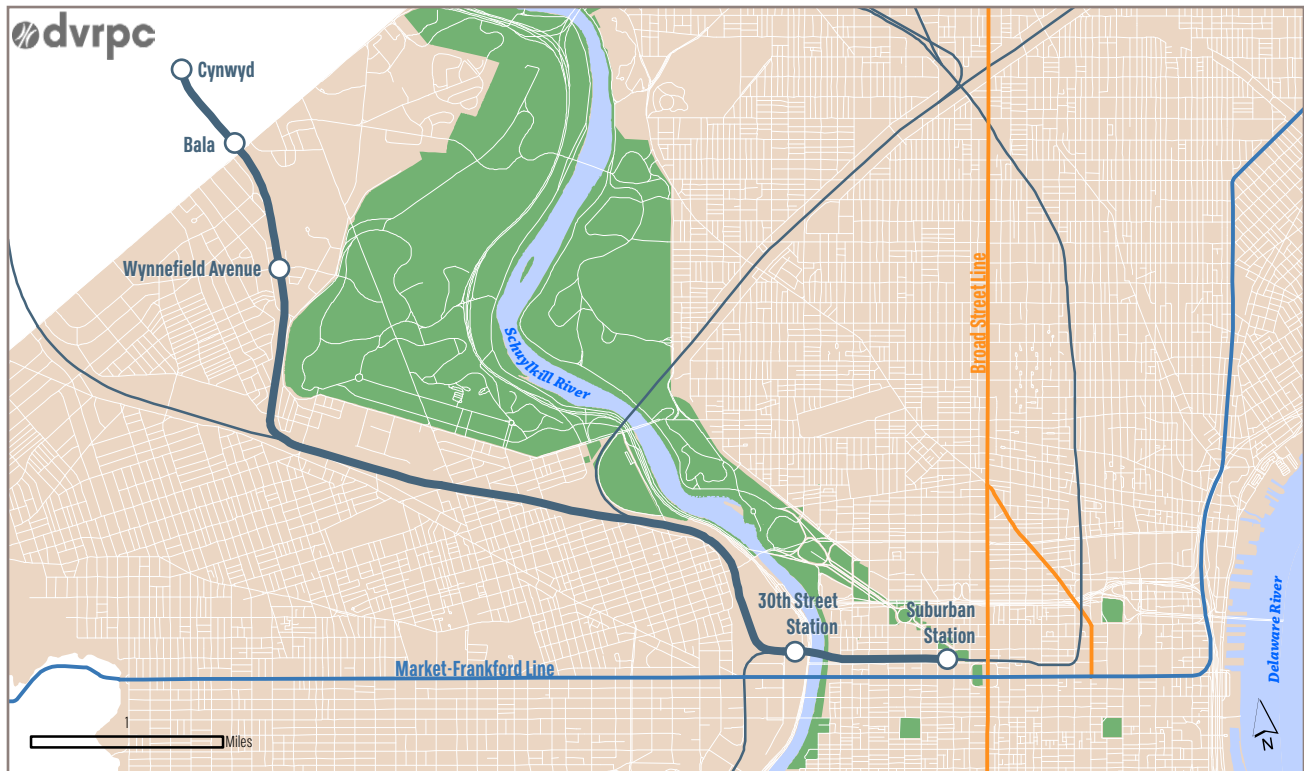 dvrpc
Cynwyd
Bala
Wynnefield Avenue
Broad Street Line
Schuylkill River
30th Street
Station
Suburban
Station
Market-Frankford Line
Delaware River
1
Miles
N